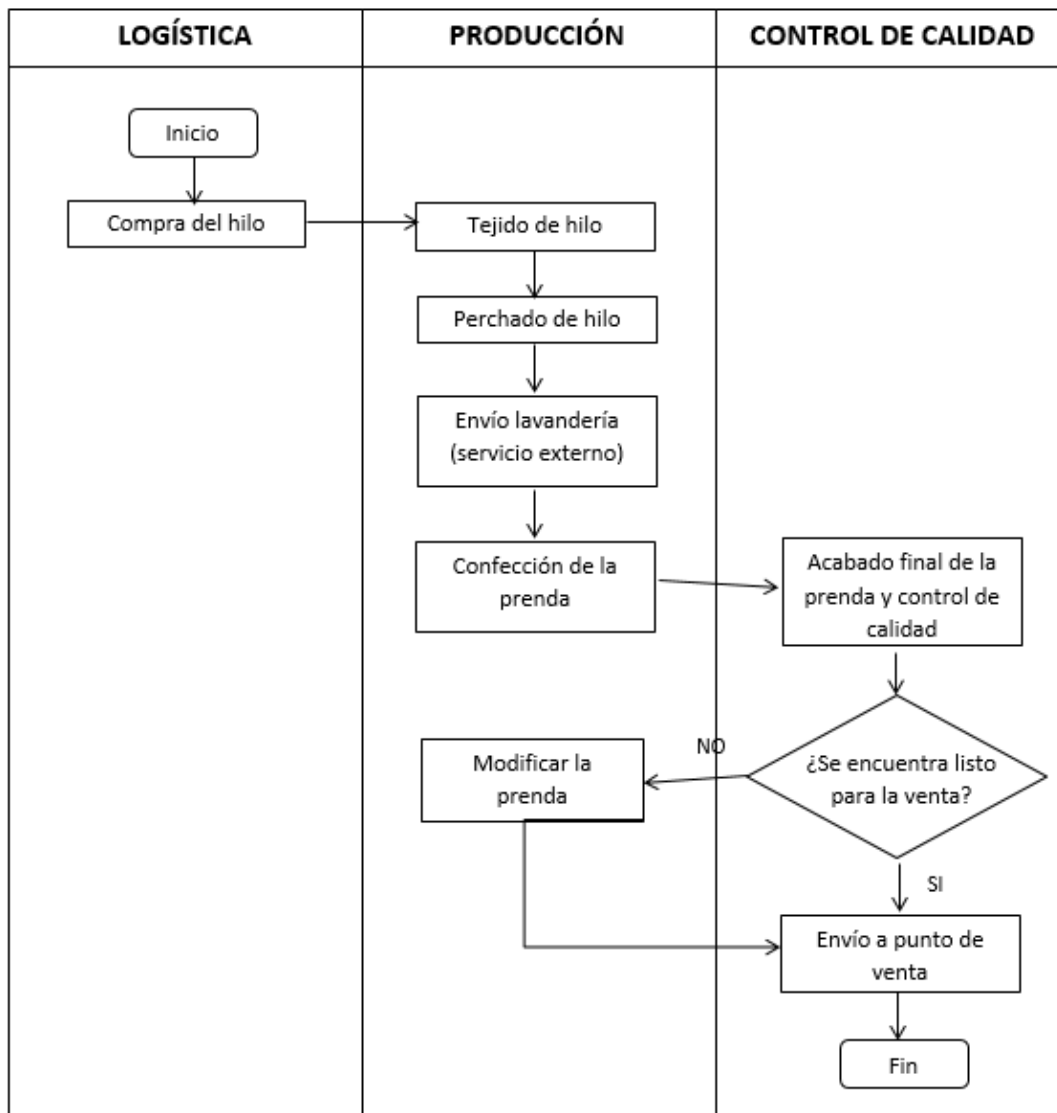 LOGÍSTICA
PRODUCCIÓN
CONTROL DE CALIDAD
Inicio
Compra del hilo
Tejido de hilo
Perchado de hilo
Envío lavandería
(servicio externo)
Confección de la
prenda
Acabado final de la
prenda y control de
calidad
¿Se encuentra listo
para la venta?
NO
Modificar la
prenda
SI
Envío a punto de
venta
Fin